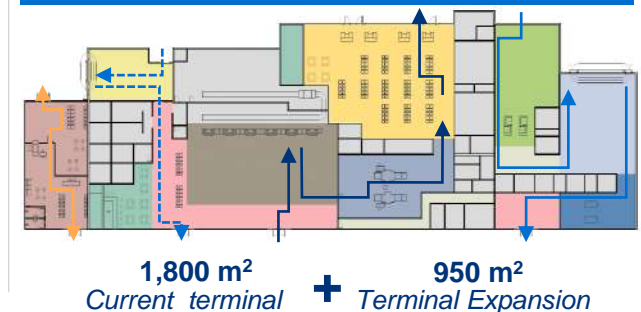 1,800 m² + 950 m²
Current terminal Terminal Expansion